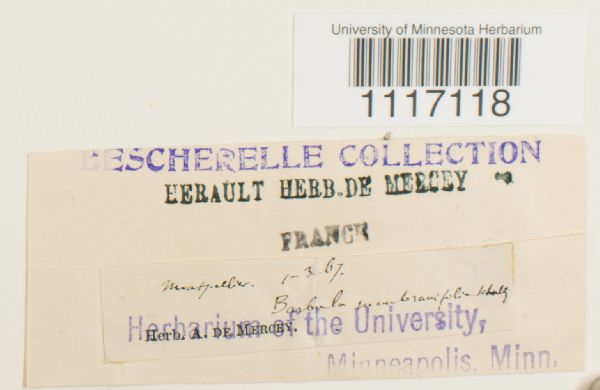 University of Minnesota Herbarium
1117118
BESCHERELLE COLLECTION
HERAULT HERB. DE MERCEY
FRANCE
Montpellier. 1-3.67.
Barbula membranifolia Schultz
Herbarium of the University,
Herb. A. DE MERCEY.
Minneapolis, Minn.